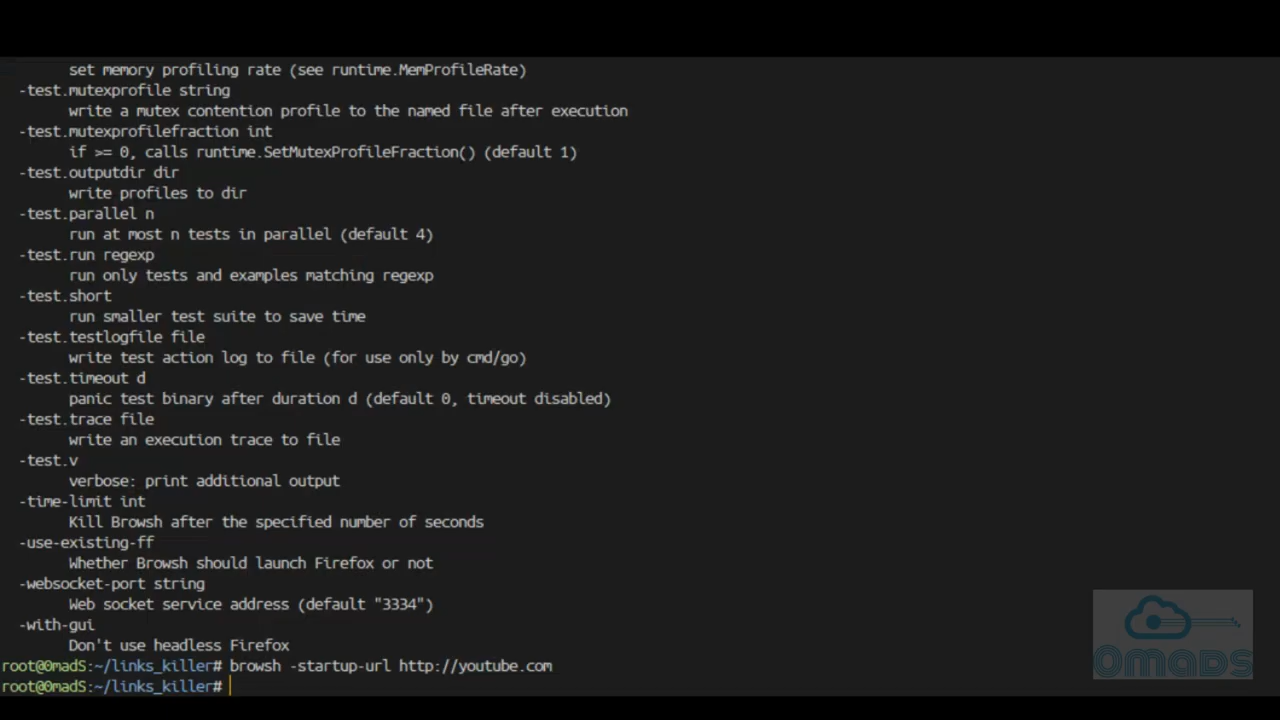 set memory profiling rate (see runtime.MemProfileRate)
-test.mutexprofile string
write a mutex contention profile to the named file after execution
-test.mutexprofilefraction int
if >= 0, calls runtime.SetMutexProfileFraction() (default 1)
-test.outputdir dir
write profiles to dir
-test.parallel n
run at most n tests in parallel (default 4)
-test.run regexp
run only tests and examples matching regexp
-test.short
run smaller test suite to save time
-test.testlogfile file
write test action log to file (for use only by cmd/go)
-test.timeout d
panic test binary after duration d (default 0, timeout disabled)
-test.trace file
write an execution trace to file
-test.v
verbose: print additional output
-time-limit int
Kill Browsh after the specified number of seconds
-use-existing-ff
Whether Browsh should launch Firefox or not
-websocket-port string
Web socket service address (default "3334")
-with-gui
Don't use headless Firefox
root@0madS:~/links_killer# browsh -startup-url http://youtube.com
root@0madS:~/links_killer#
0maDS